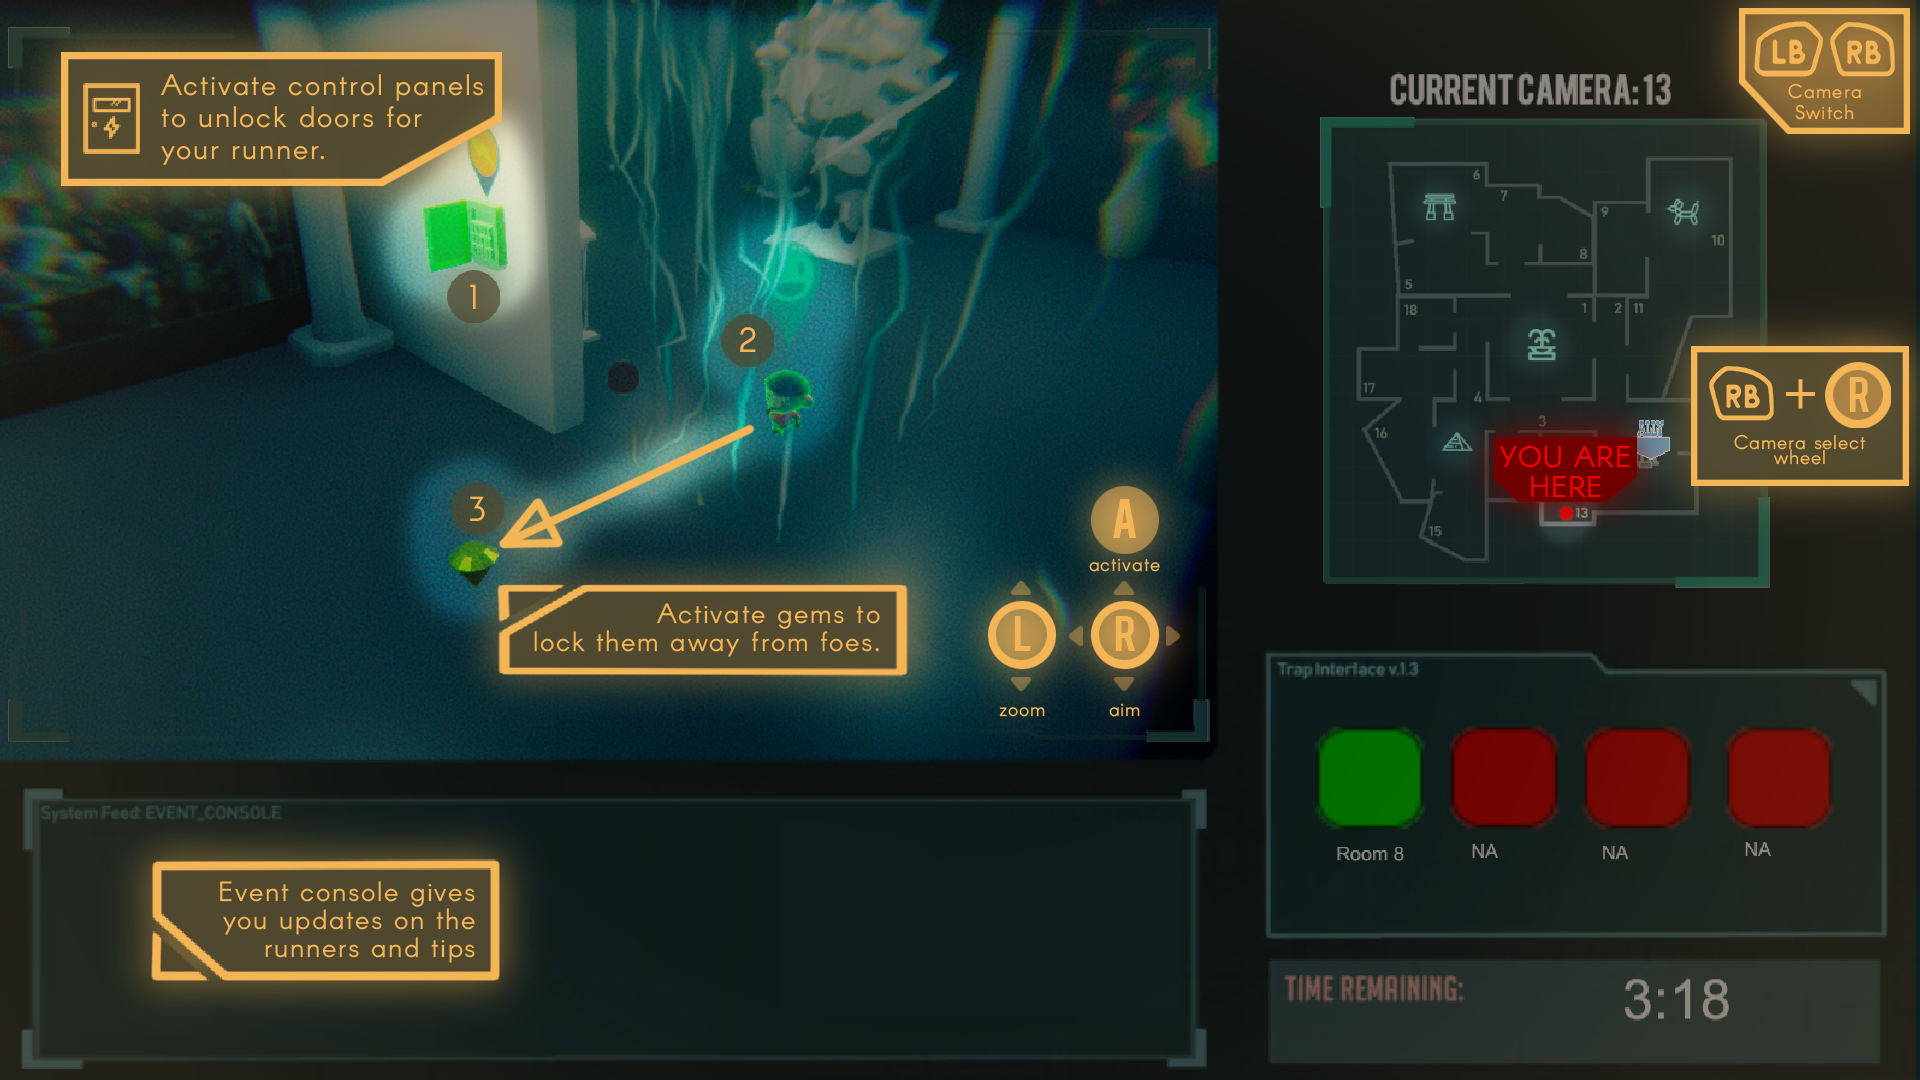 Activate control panels
to unlock doors for
your runner.
1
2
3
Activate gems to
lock them away from foes.
A
activate
L
R
zoom
aim
CURRENT CAMERA: 13
LB
RB
Camera
Switch
6
7
9
10
8
5
18
1
2
11
17
4
3
16
YOU ARE
HERE
13
15
RB + R
Camera select
wheel
System Feed: EVENT_CONSOLE
Event console gives
you updates on the
runners and tips
Trap Interface v.1.3
Room 8
NA
NA
NA
TIME REMAINING:
3:18